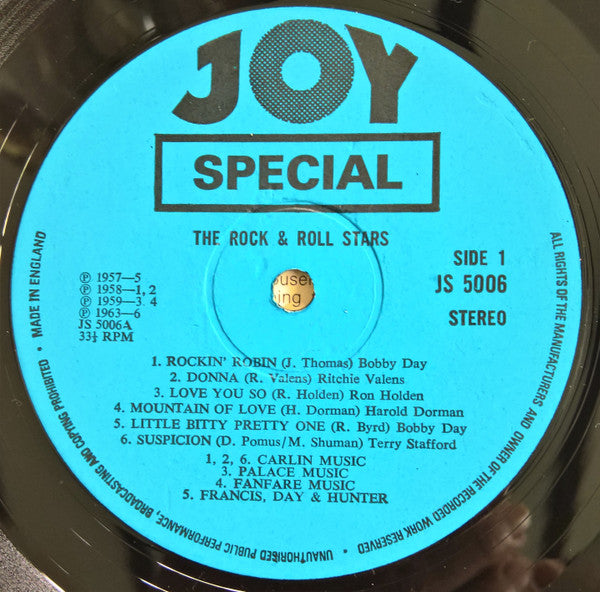 JOY
SPECIAL
THE ROCK & ROLL STARS
SIDE 1
JS 5006
STEREO
℗ 1957—5
℗ 1958—1, 2
℗ 1959—3. 4
℗ 1963—6
JS 5006A
33⅓ RPM
ing
1. ROCKIN' ROBIN (J. Thomas) Bobby Day
2. DONNA (R. Valens) Ritchie Valens
3. LOVE YOU SO (R. Holden) Ron Holden
4. MOUNTAIN OF LOVE (H. Dorman) Harold Dorman
5. LITTLE BITTY PRETTY ONE (R. Byrd) Bobby Day
6. SUSPICION (D. Pomus/M. Shuman) Terry Stafford
1, 2, 6. CARLIN MUSIC
3. PALACE MUSIC
4. FANFARE MUSIC
5. FRANCIS, DAY & HUNTER
ALL RIGHTS OF THE MANUFACTURERS AND OWNER OF THE RECORDED WORK RESERVED • UNAUTHORISED PUBLIC PERFORMANCE, BROADCASTING AND COPYING PROHIBITED • MADE IN ENGLAND